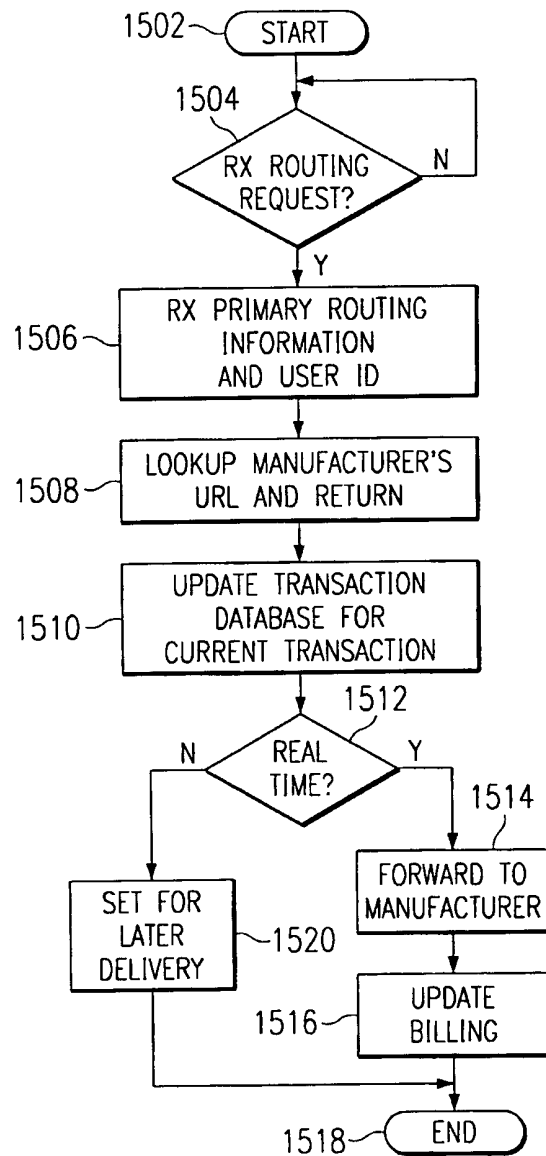 1502
START
1504
RX ROUTING
REQUEST?
N
Y
1506
RX PRIMARY ROUTING
INFORMATION
AND USER ID
1508
LOOKUP MANUFACTURER'S
URL AND RETURN
1510
UPDATE TRANSACTION
DATABASE FOR
CURRENT TRANSACTION
1512
N
REAL
TIME?
Y
1514
FORWARD TO
MANUFACTURER
SET FOR
LATER
DELIVERY
1520
1516
UPDATE
BILLING
1518
END